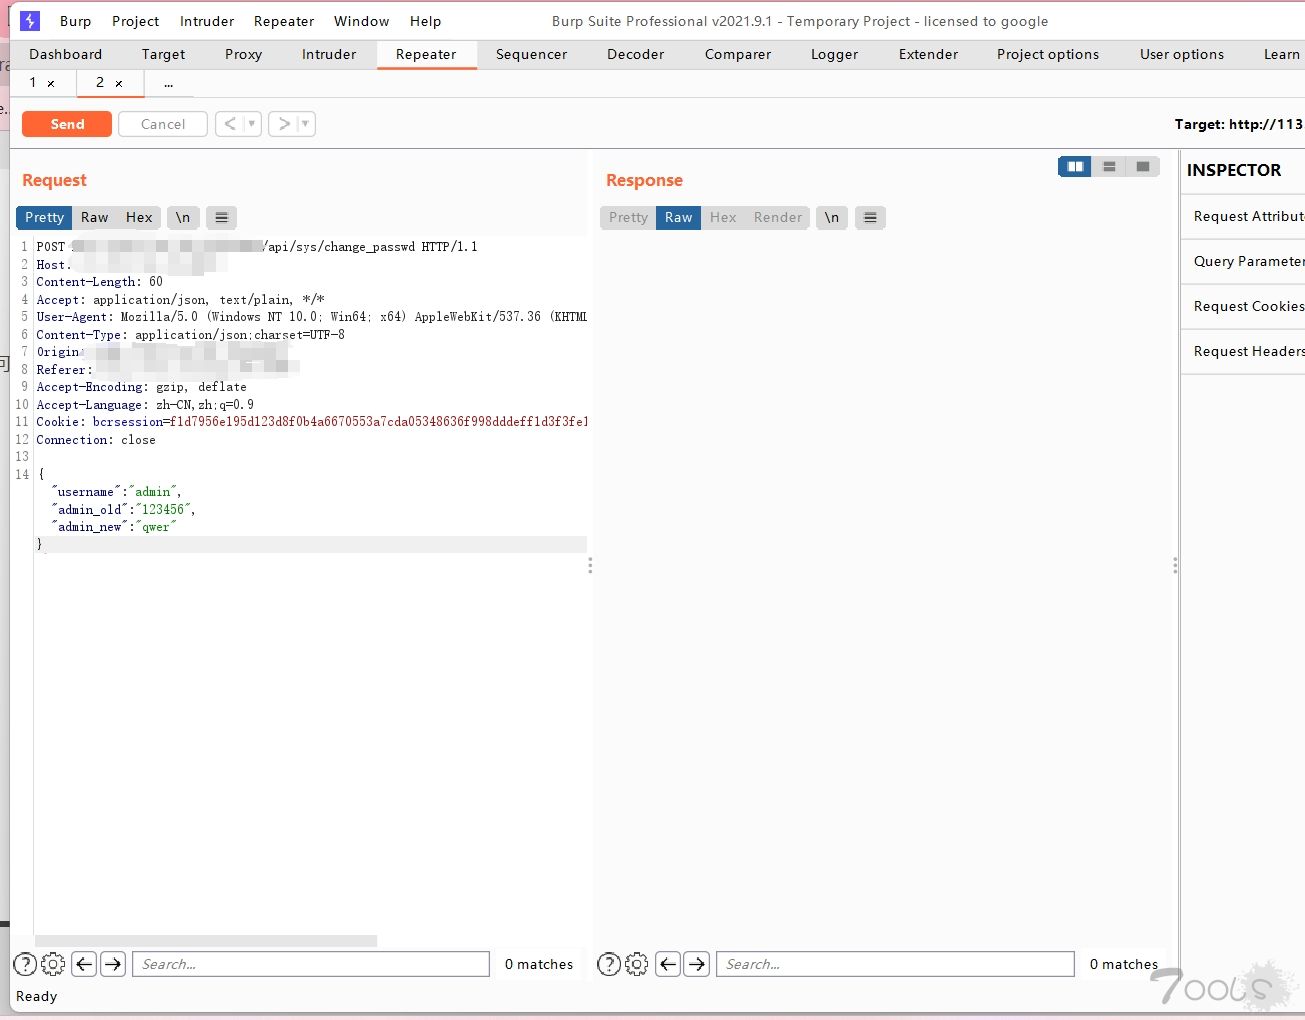 Burp Project Intruder Repeater Window Help Burp Suite Professional v2021.9.1 - Temporary Project - licensed to google
Dashboard Target Proxy Intruder Repeater Sequencer Decoder Comparer Logger Extender Project options User options Learn
1 × 2 × ...
Send Cancel < ▼ > ▼ Target: http://113
Request
Pretty Raw Hex \n ≡
1 POST /api/sys/change_passwd HTTP/1.1
2 Host:
3 Content-Length: 60
4 Accept: application/json, text/plain, */*
5 User-Agent: Mozilla/5.0 (Windows NT 10.0; Win64; x64) AppleWebKit/537.36 (KHTML
6 Content-Type: application/json;charset=UTF-8
7 Origin
8 Referer:
9 Accept-Encoding: gzip, deflate
10 Accept-Language: zh-CN,zh;q=0.9
11 Cookie: bcrsession=f1d7956e195d123d8f0b4a6670553a7cda05348636f998dddeff1d3f3fe1
12 Connection: close
13
14 {
"username":"admin",
"admin_old":"123456",
"admin_new":"qwer"
}
Search... 0 matches
Response
Pretty Raw Hex Render \n ≡
Search... 0 matches
INSPECTOR
Request Attribut
Query Parameter
Request Cookies
Request Headers
Ready
7ools